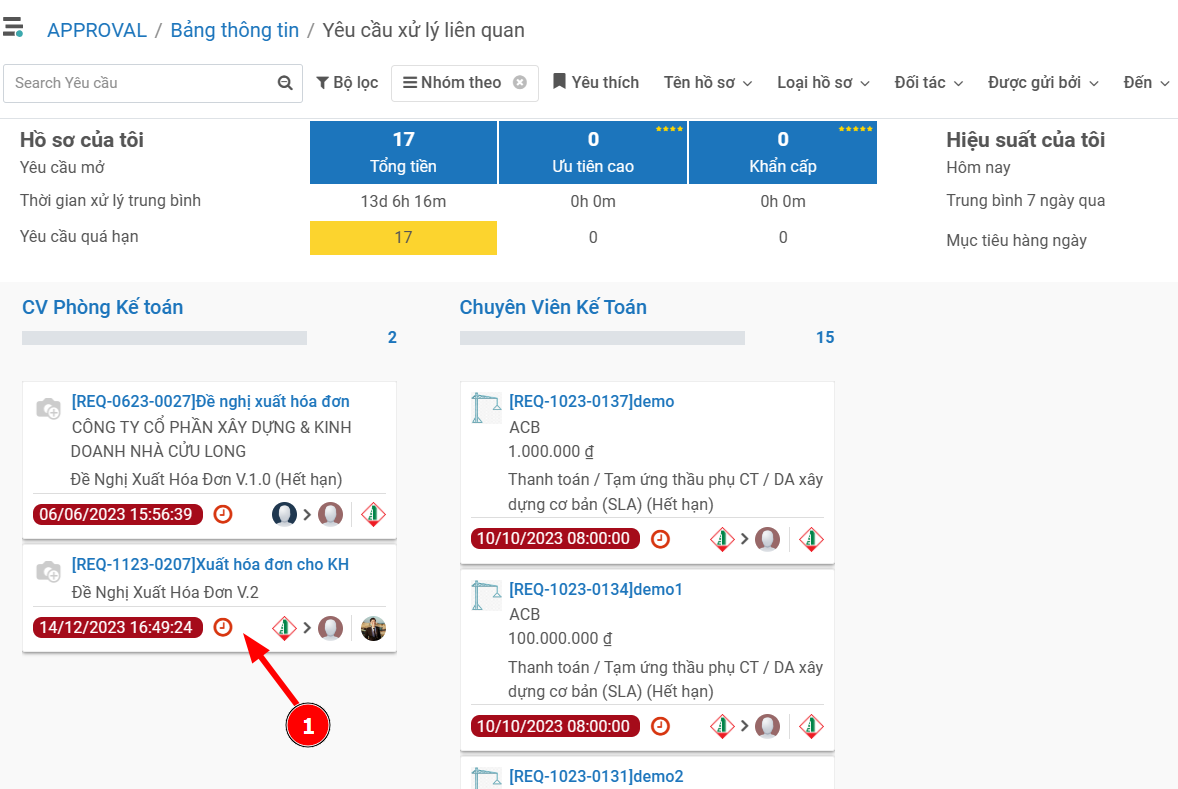 APPROVAL / Bảng thông tin / Yêu cầu xử lý liên quan
Search Yêu cầu
Bộ lọc
Nhóm theo
Yêu thích
Tên hồ sơ
Loại hồ sơ
Đối tác
Được gửi bởi
Đến
Hồ sơ của tôi
Yêu cầu mở
17
Tổng tiền
0
Ưu tiên cao
0
Khẩn cấp
Thời gian xử lý trung bình
13d 6h 16m
0h 0m
0h 0m
Yêu cầu quá hạn
17
0
0
Hiệu suất của tôi
Hôm nay
Trung bình 7 ngày qua
Mục tiêu hàng ngày
CV Phòng Kế toán
2
[REQ-0623-0027]Đề nghị xuất hóa đơn
CÔNG TY CỔ PHẦN XÂY DỰNG & KINH
DOANH NHÀ CỬU LONG
Đề Nghị Xuất Hóa Đơn V.1.0 (Hết hạn)
06/06/2023 15:56:39
[REQ-1123-0207]Xuất hóa đơn cho KH
Đề Nghị Xuất Hóa Đơn V.2
14/12/2023 16:49:24
1
Chuyên Viên Kế Toán
15
[REQ-1023-0137]demo
ACB
1.000.000 ₫
Thanh toán / Tạm ứng thầu phụ CT / DA xây
dựng cơ bản (SLA) (Hết hạn)
10/10/2023 08:00:00
[REQ-1023-0134]demo1
ACB
100.000.000 ₫
Thanh toán / Tạm ứng thầu phụ CT / DA xây
dựng cơ bản (SLA) (Hết hạn)
10/10/2023 08:00:00
[REQ-1023-0131]demo2